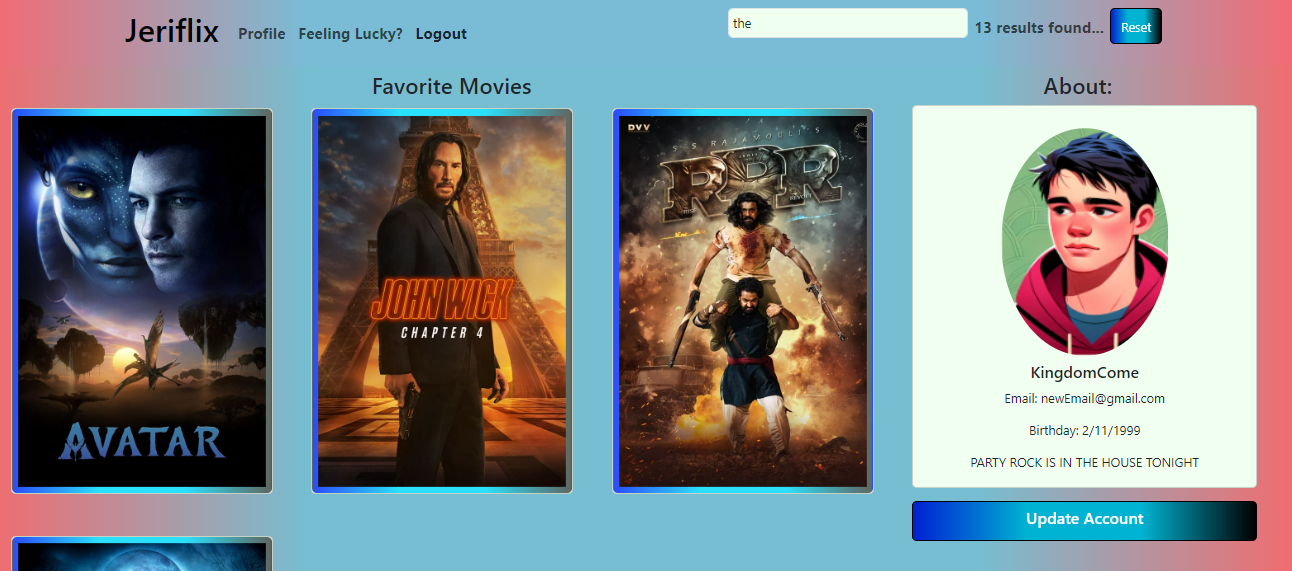 Jeriflix
Profile Feeling Lucky? Logout
the
13 results found...
Reset
Favorite Movies
About:
AVATAR
JOHN WICK
CHAPTER 4
DVV
S S RAJAMOULI'S
RRR
REVOLT
KingdomCome
Email: newEmail@gmail.com
Birthday: 2/11/1999
PARTY ROCK IS IN THE HOUSE TONIGHT
Update Account